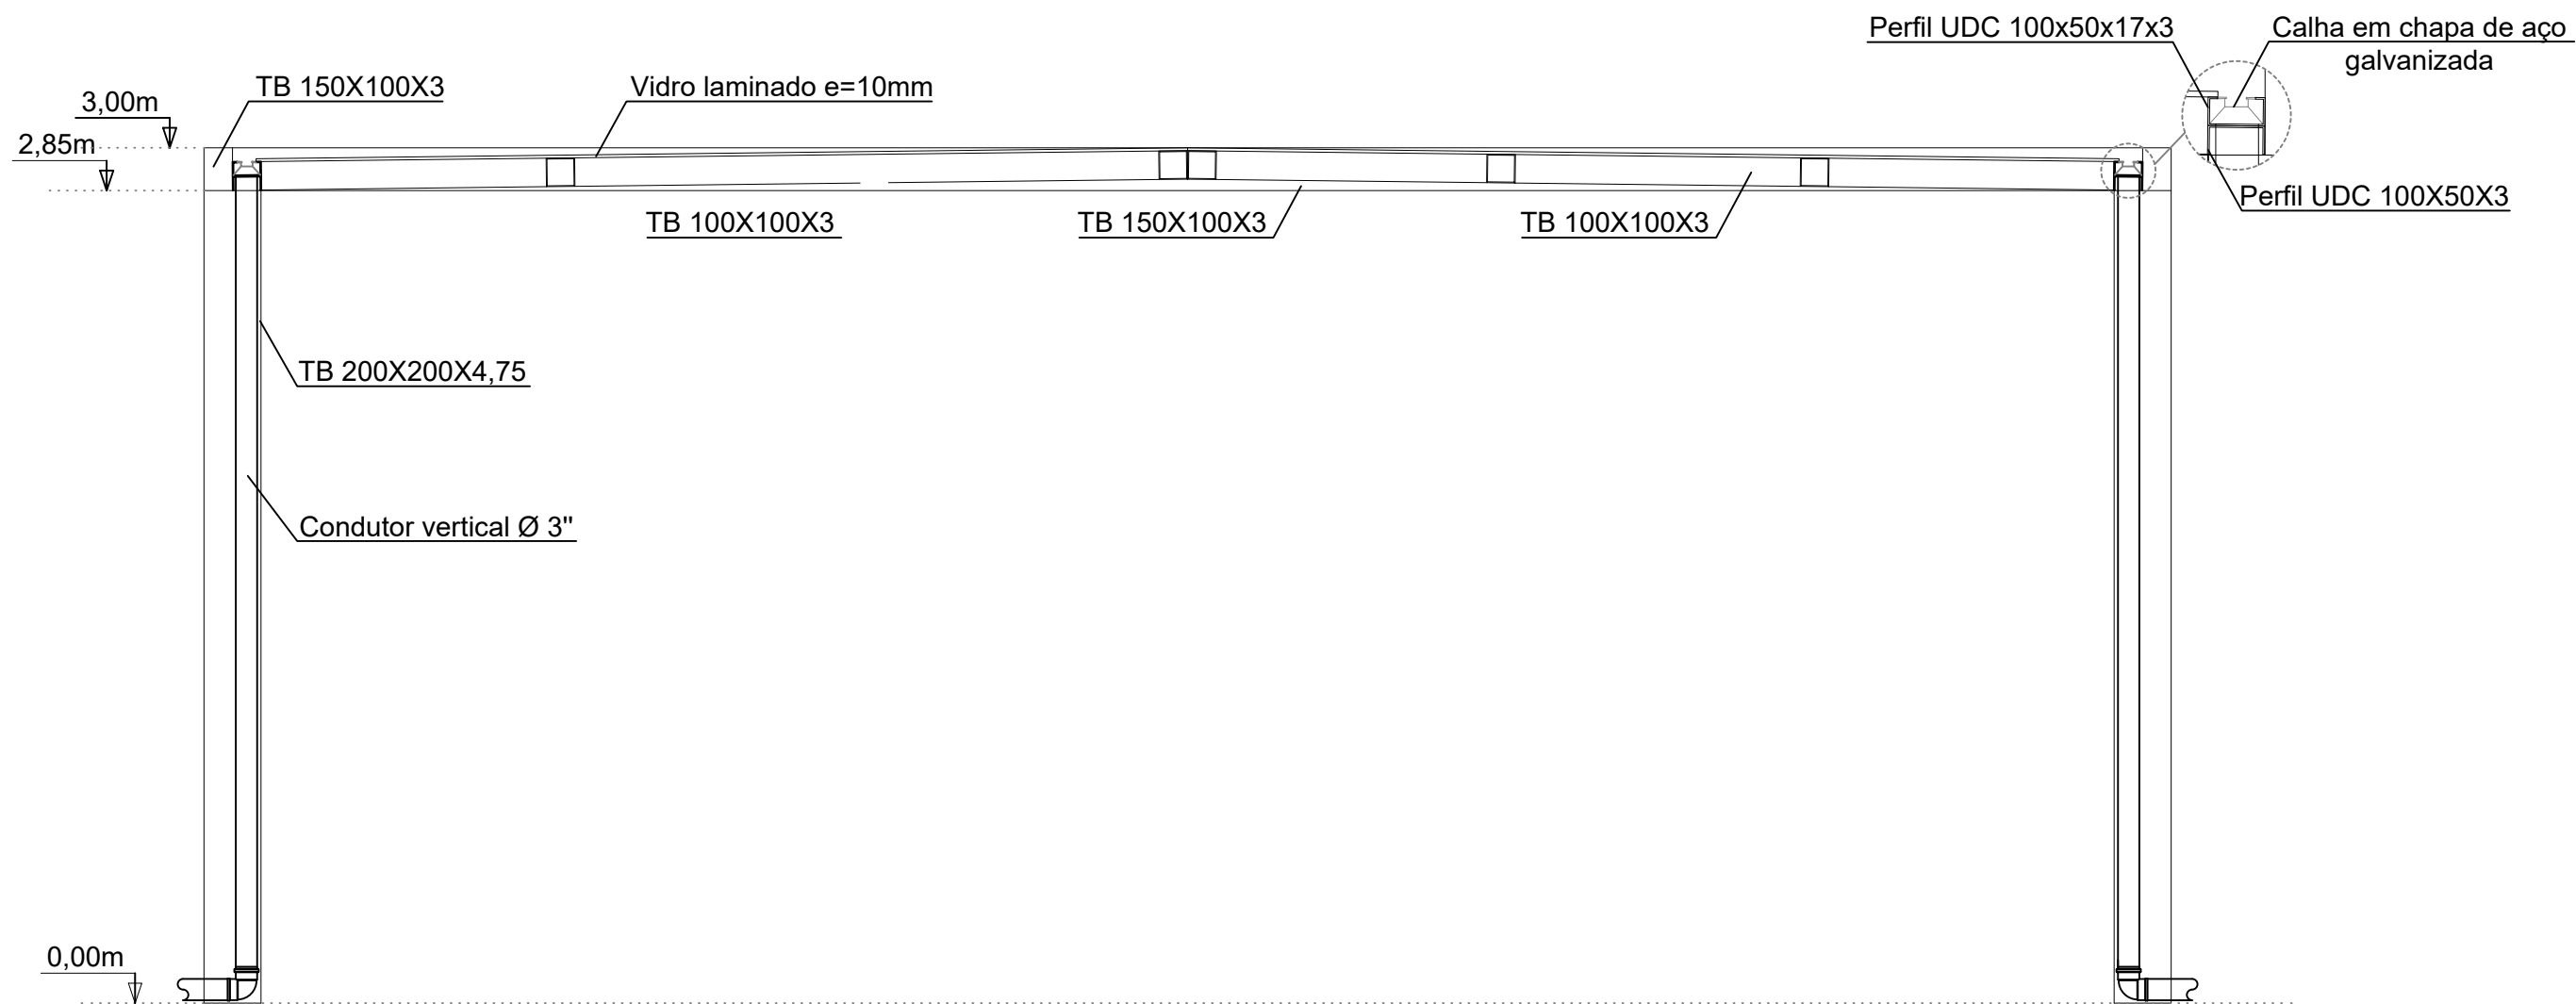 Perfil UDC 100x50x17x3
Calha em chapa de aço
galvanizada
TB 150X100X3
Vidro laminado e=10mm
3,00m
2,85m
Perfil UDC 100X50X3
TB 100X100X3
TB 150X100X3
TB 100X100X3
TB 200X200X4,75
Condutor vertical Ø 3"
0,00m